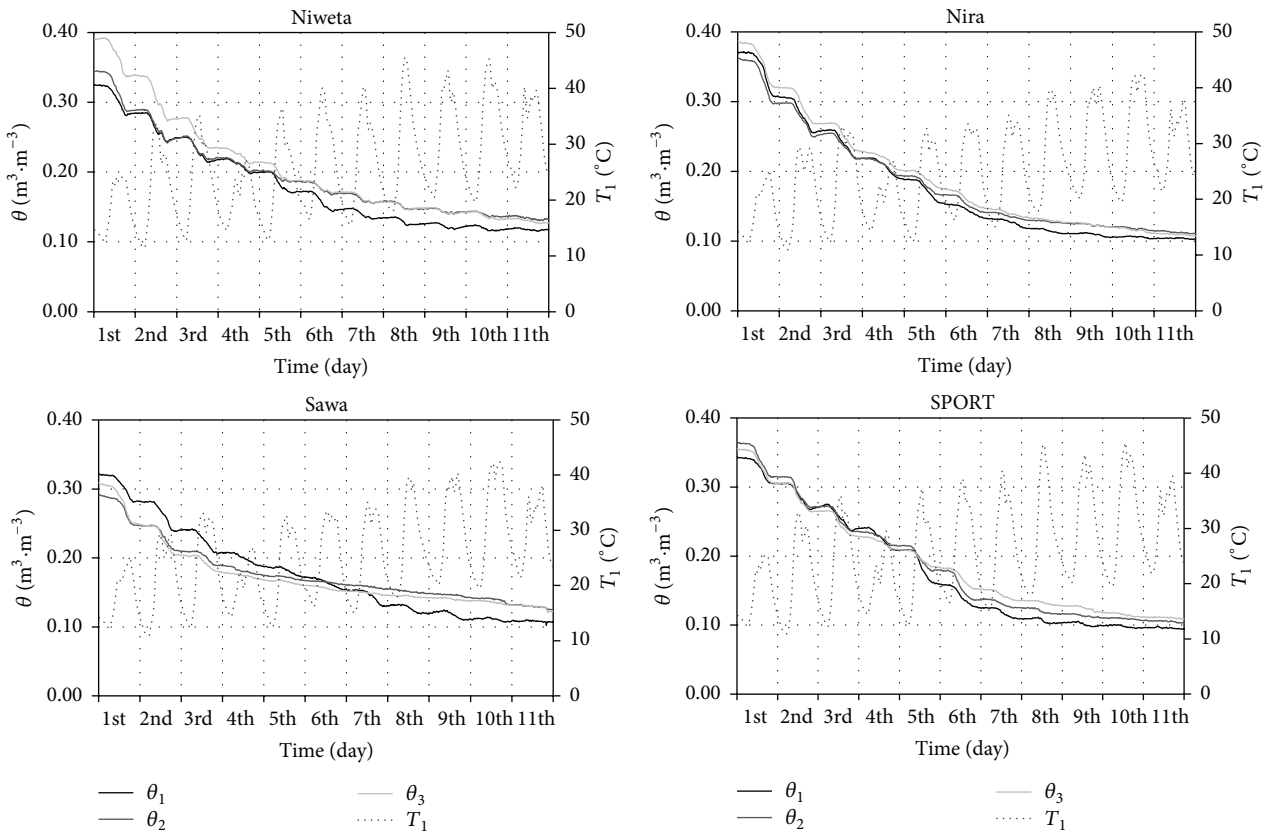 Niweta
0.40
0.30
0.20
0.10
0.00
θ (m³·m⁻³)
50
40
30
20
10
0
T₁ (°C)
1st 2nd 3rd 4th 5th 6th 7th 8th 9th 10th 11th
Time (day)
Nira
0.40
0.30
0.20
0.10
0.00
θ (m³·m⁻³)
50
40
30
20
10
0
T₁ (°C)
1st 2nd 3rd 4th 5th 6th 7th 8th 9th 10th 11th
Time (day)
Sawa
0.40
0.30
0.20
0.10
0.00
θ (m³·m⁻³)
50
40
30
20
10
0
T₁ (°C)
1st 2nd 3rd 4th 5th 6th 7th 8th 9th 10th 11th
Time (day)
θ₁ θ₃
θ₂ T₁
SPORT
0.40
0.30
0.20
0.10
0.00
θ (m³·m⁻³)
50
40
30
20
10
0
T₁ (°C)
1st 2nd 3rd 4th 5th 6th 7th 8th 9th 10th 11th
Time (day)
θ₁ θ₃
θ₂ T₁